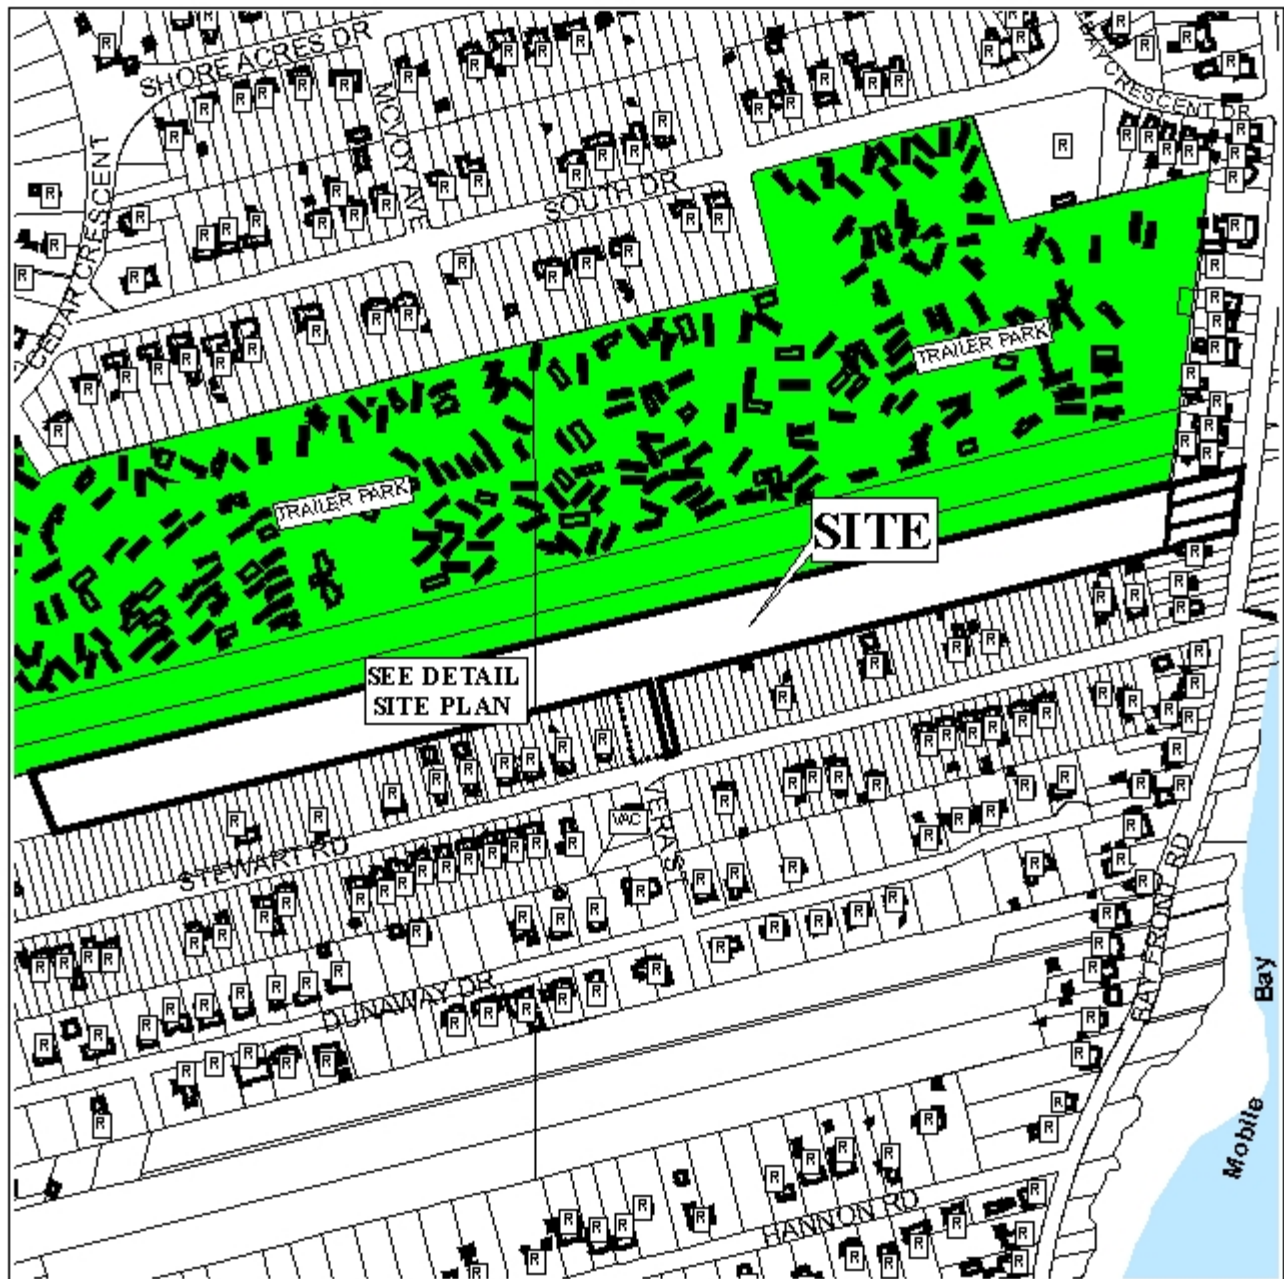 SHORE ACRES DR
BAY CRESCENT DR
MCVOY AVE
CEDAR CRESCENT
SOUTH DR
TRAILER PARK
TRAILER PARK
SITE
SEE DETAIL
SITE PLAN
STEWART RD
VAC
VERA ST
BAY FRONT RD
DUNAWAY DR
HANNON RD
Mobile Bay
R